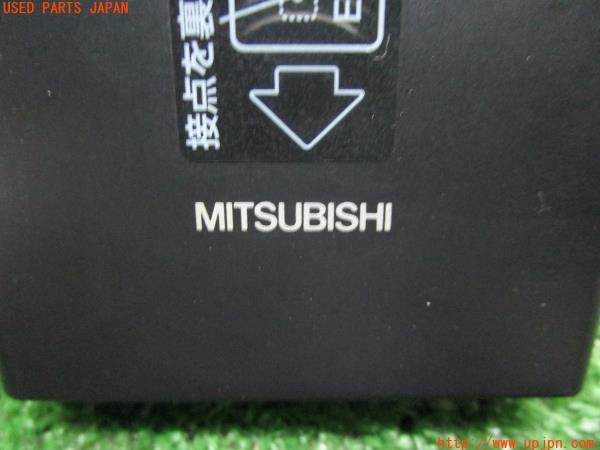 USED PARTS JAPAN
接点を裏
MITSUBISHI
http://www.upjpn.com